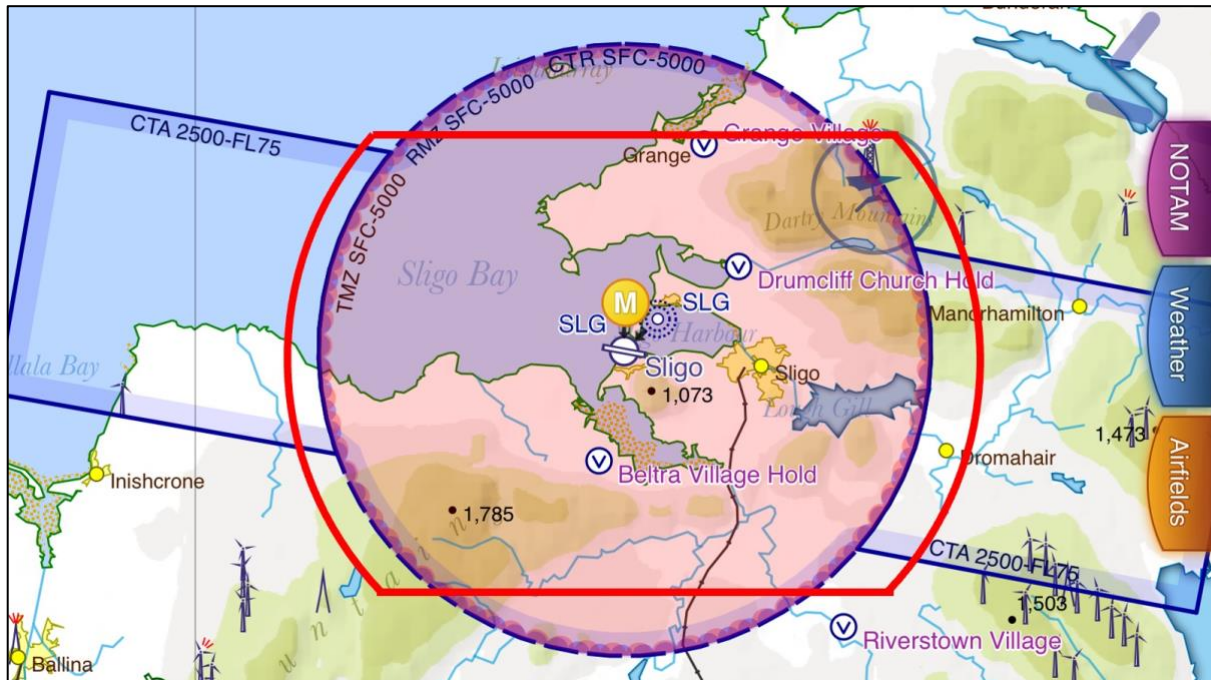 CTR SFC-5000
RMZ SFC-5000
TMZ SFC-5000
CTA 2500-FL75
Grange
Grange Village
Dartry Mountains
NOTAM
Sligo Bay
Drumcliff Church Hold
M
SLG
SLG
Harbour
Manorhamilton
Weather
Sligo
Sligo
Lough Gill
1,073
1,473
Airfields
Dromahair
Beltra Village Hold
Inishcrone
1,785
CTA 2500-FL75
1,503
Riverstown Village
Ballina